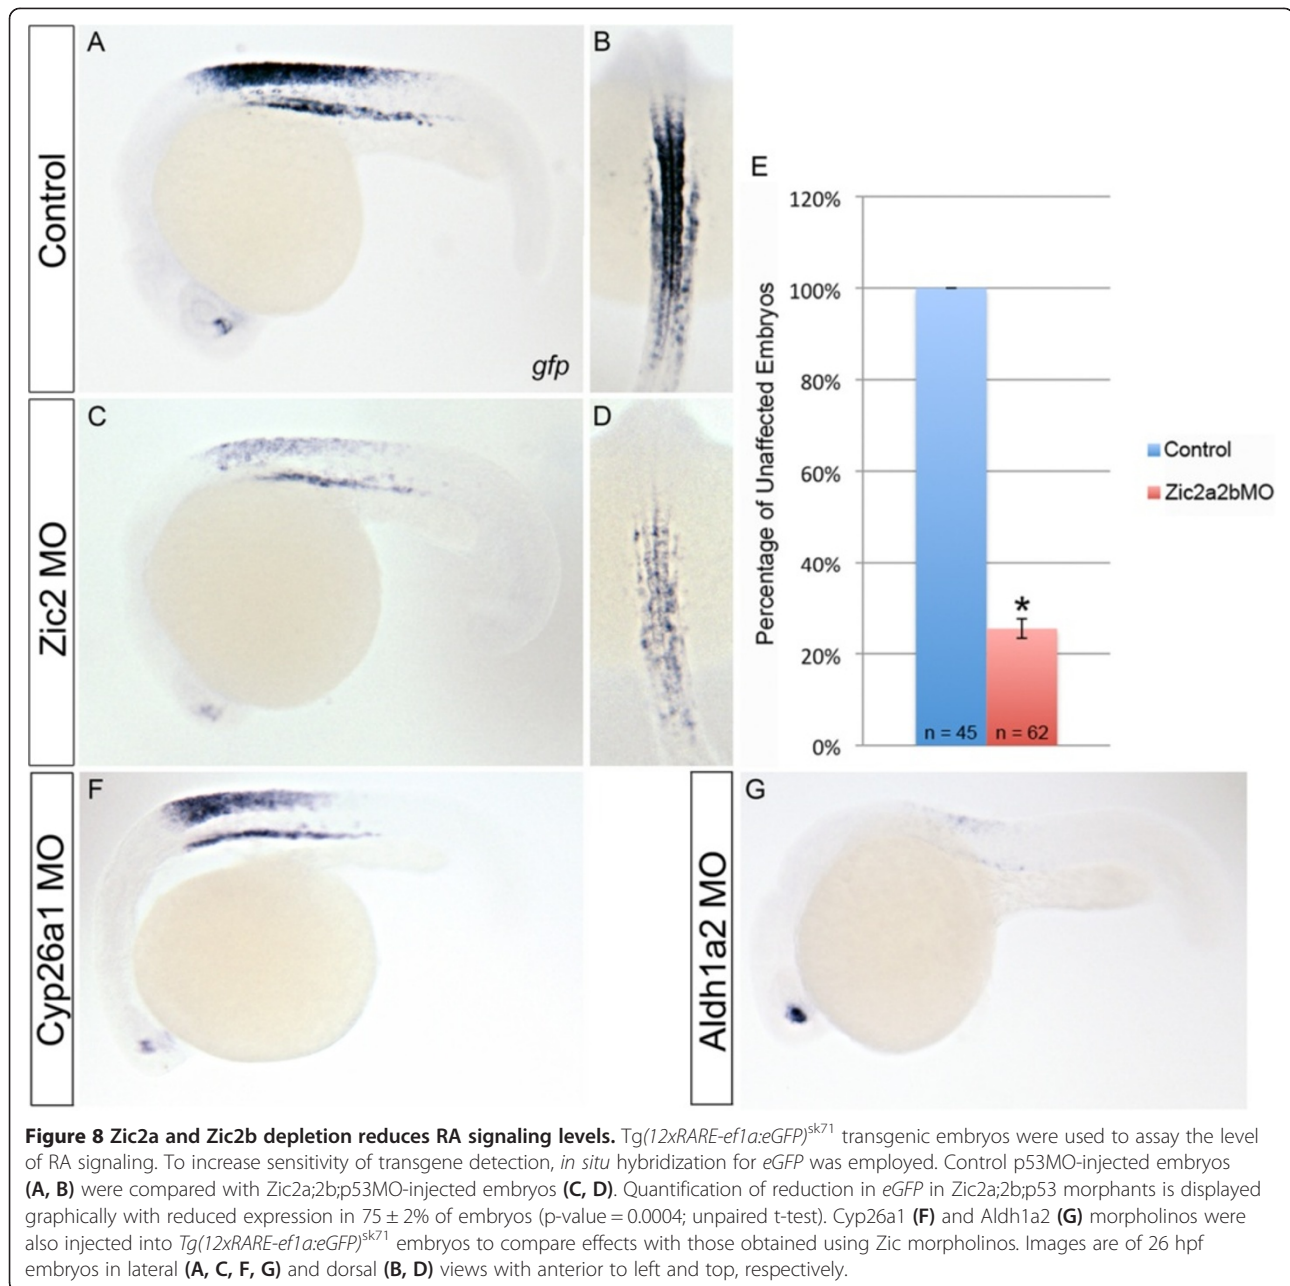 Control
A
gfp
B
Zic2 MO
C
D
E
Percentage of Unaffected Embryos
120%
100%
80%
60%
40%
20%
0%
*
n = 45
n = 62
Control
Zic2a2bMO
Cyp26a1 MO
F
Aldh1a2 MO
G
Figure 8 Zic2a and Zic2b depletion reduces RA signaling levels. Tg(12xRARE-ef1a:eGFP)sk71 transgenic embryos were used to assay the level
of RA signaling. To increase sensitivity of transgene detection, in situ hybridization for eGFP was employed. Control p53MO-injected embryos
(A, B) were compared with Zic2a;2b;p53MO-injected embryos (C, D). Quantification of reduction in eGFP in Zic2a;2b;p53 morphants is displayed
graphically with reduced expression in 75 ± 2% of embryos (p-value = 0.0004; unpaired t-test). Cyp26a1 (F) and Aldh1a2 (G) morpholinos were
also injected into Tg(12xRARE-ef1a:eGFP)sk71 embryos to compare effects with those obtained using Zic morpholinos. Images are of 26 hpf
embryos in lateral (A, C, F, G) and dorsal (B, D) views with anterior to left and top, respectively.